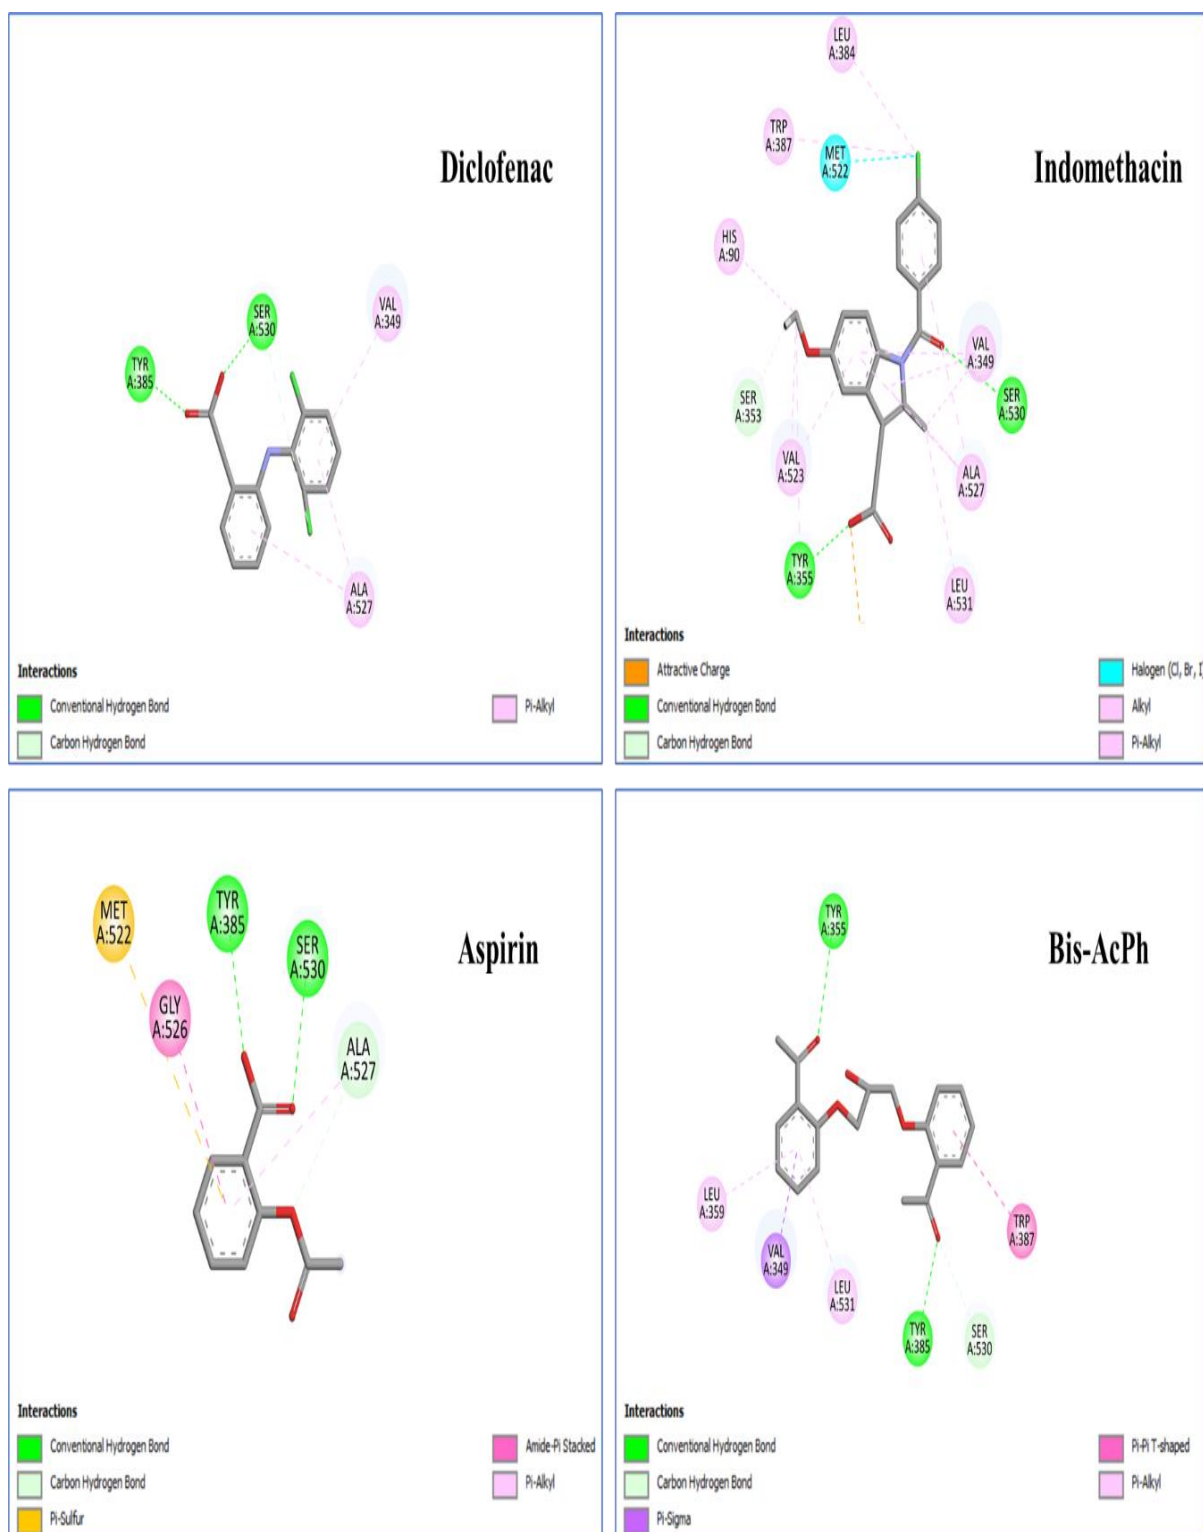 Diclofenac
SER
A:530
VAL
A:349
TYR
A:385
ALA
A:527
Interactions
Conventional Hydrogen Bond
Carbon Hydrogen Bond
Pi-Alkyl
Indomethacin
LEU
A:384
TRP
A:387
MET
A:522
HIS
A:90
VAL
A:349
SER
A:353
SER
A:530
VAL
A:523
ALA
A:527
TYR
A:355
LEU
A:531
Interactions
Attractive Charge
Conventional Hydrogen Bond
Carbon Hydrogen Bond
Halogen (Cl, Br, I
Alkyl
Pi-Alkyl
Aspirin
MET
A:522
TYR
A:385
SER
A:530
GLY
A:526
ALA
A:527
Interactions
Conventional Hydrogen Bond
Carbon Hydrogen Bond
Pi-Sulfur
Amide-Pi Stacked
Pi-Alkyl
Bis-AcPh
TYR
A:355
LEU
A:359
VAL
A:349
LEU
A:531
TRP
A:387
TYR
A:385
SER
A:530
Interactions
Conventional Hydrogen Bond
Carbon Hydrogen Bond
Pi-Sigma
Pi-Pi T-shaped
Pi-Alkyl